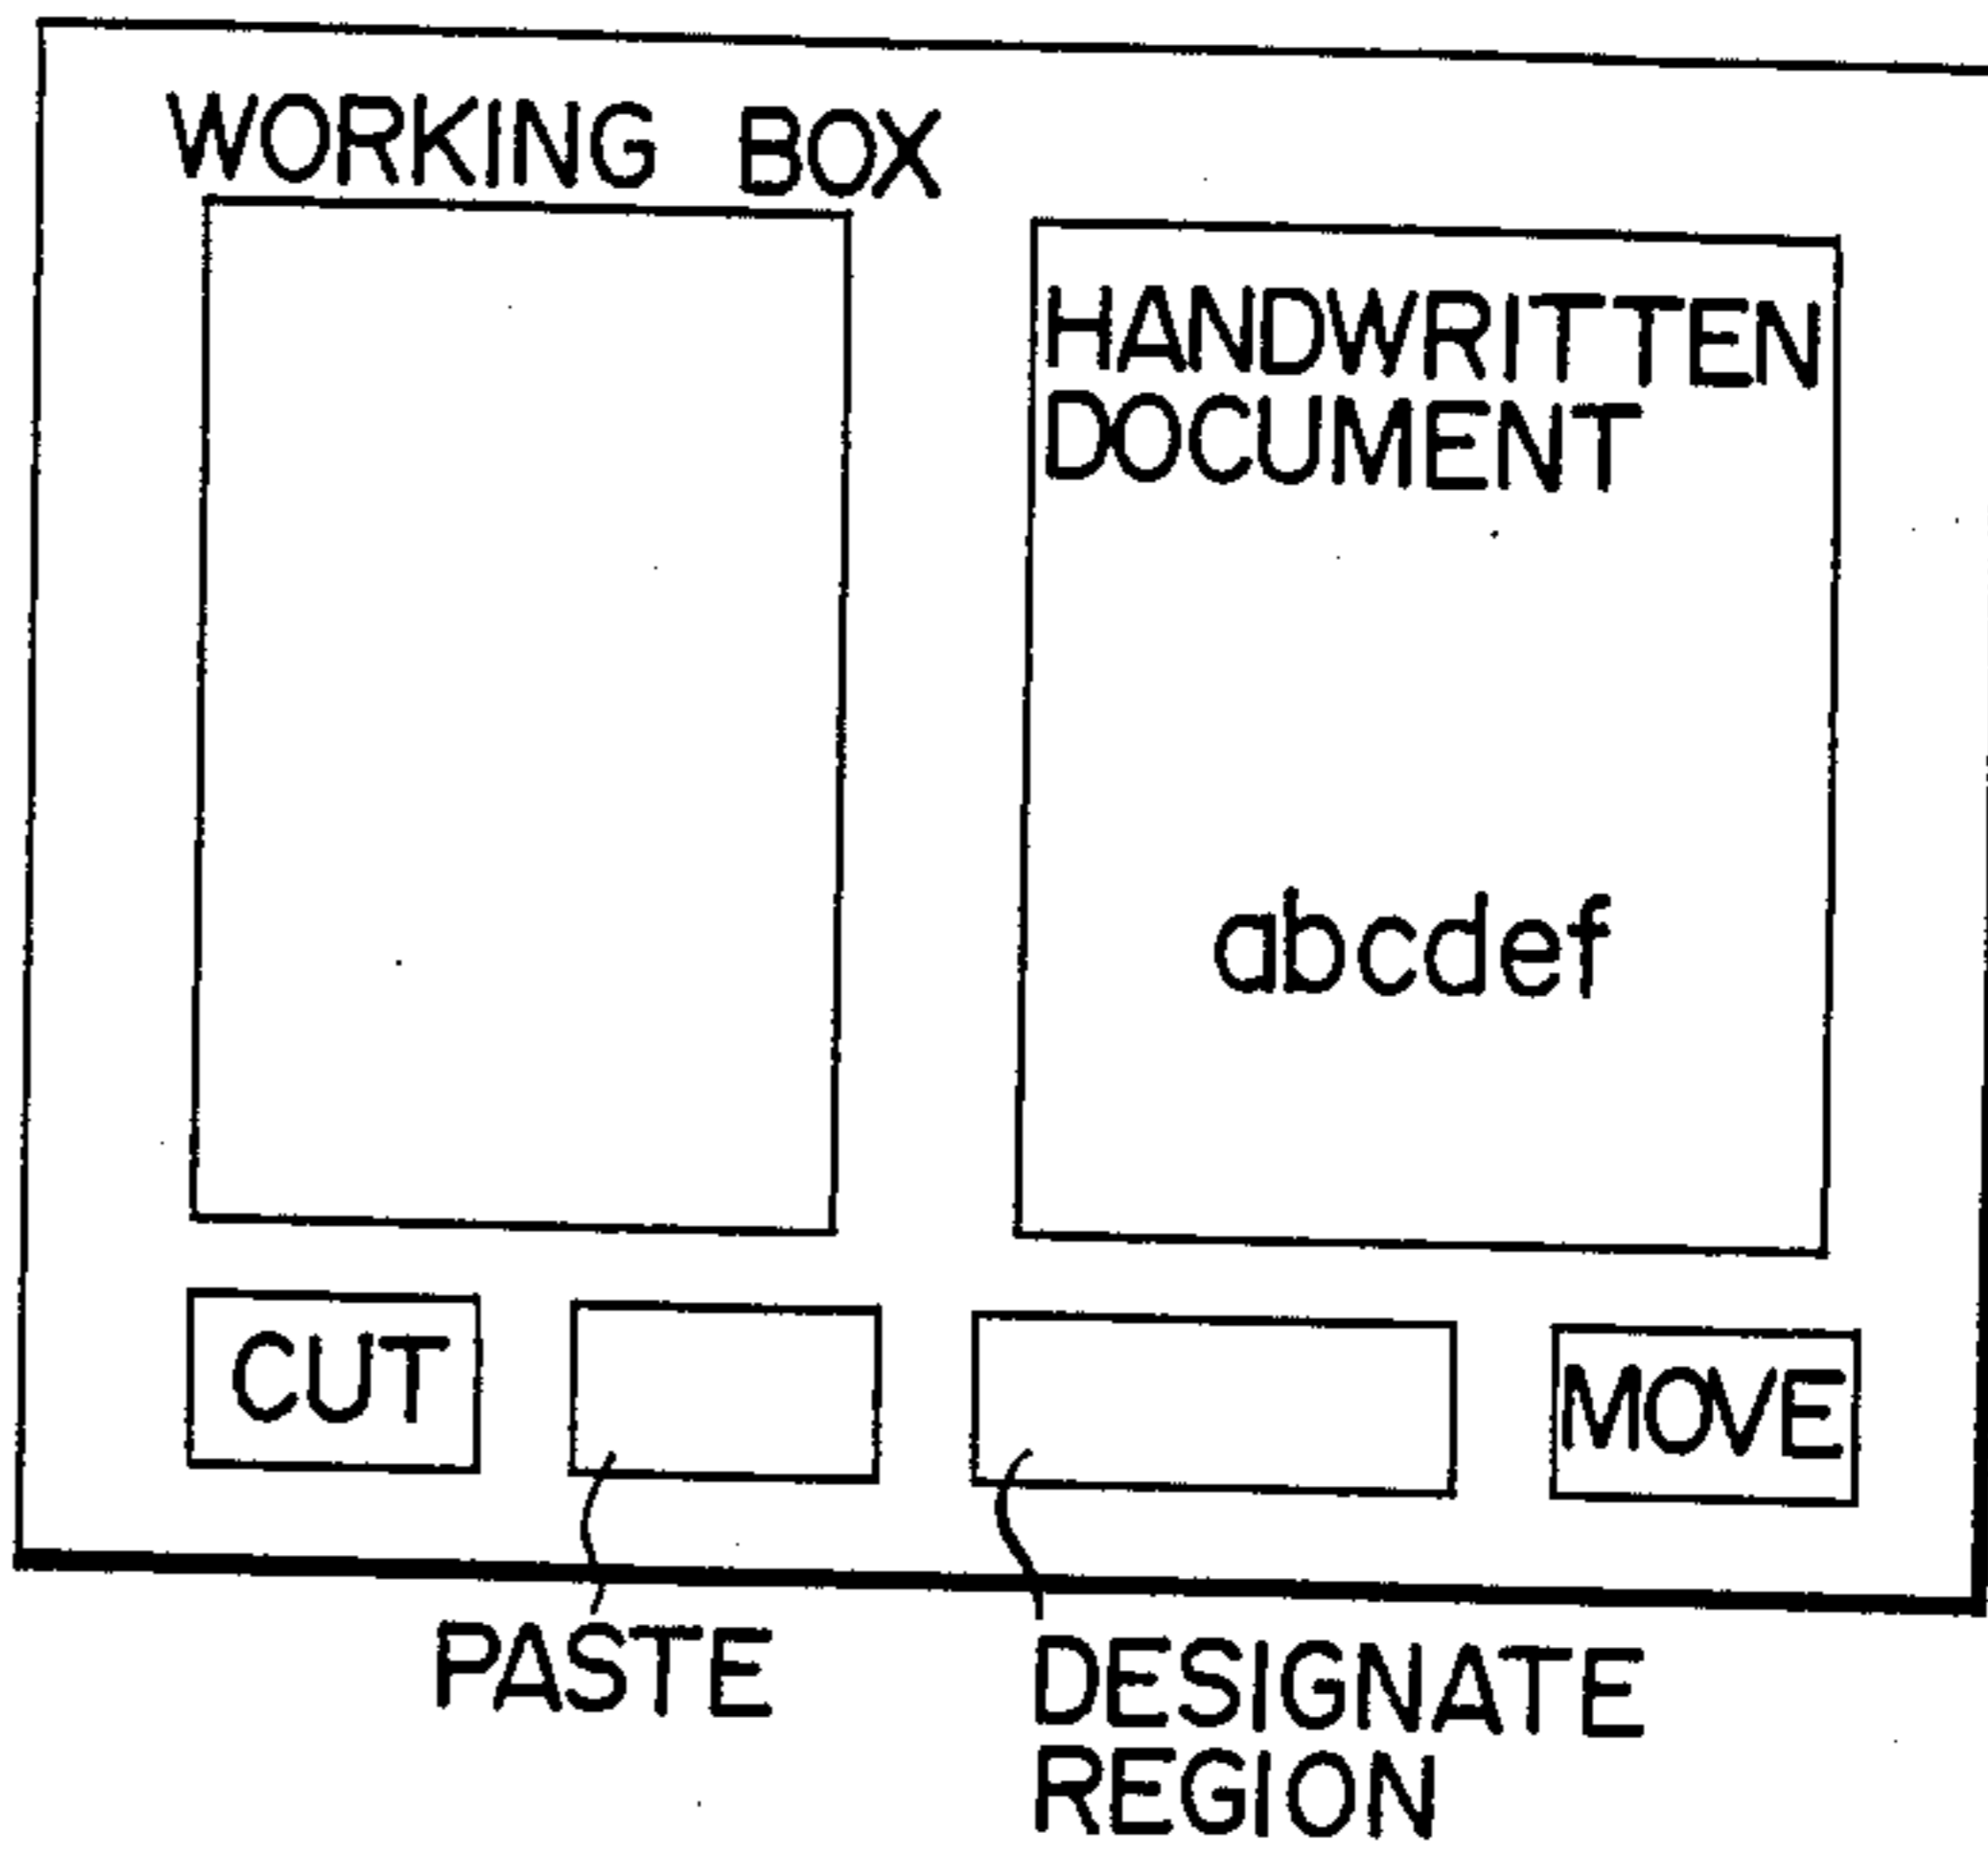 WORKING BOX
HANDWRITTEN
DOCUMENT
abcdef
CUT
MOVE
PASTE
DESIGNATE
REGION